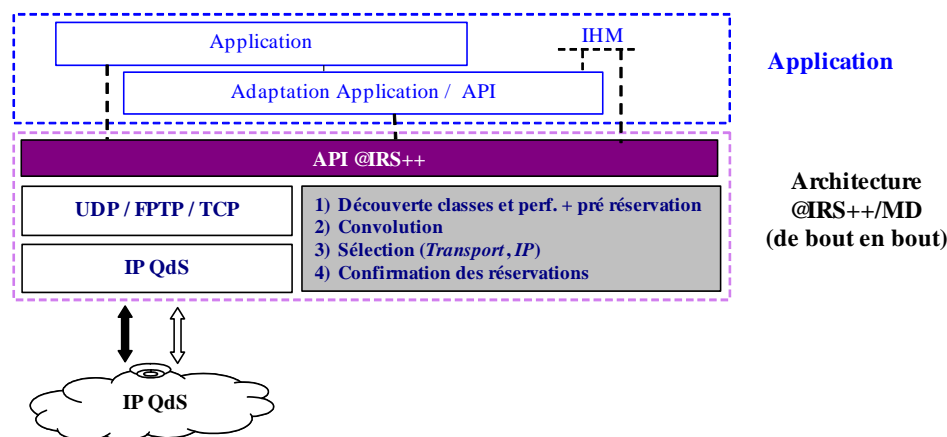 Application
IHM
Adaptation Application / API
Application
API @IRS++
UDP / FPTP / TCP
IP QdS
1) Découverte classes et perf. + pré réservation
2) Convolution
3) Sélection (Transport, IP)
4) Confirmation des réservations
Architecture
@IRS++/MD
(de bout en bout)
IP QdS